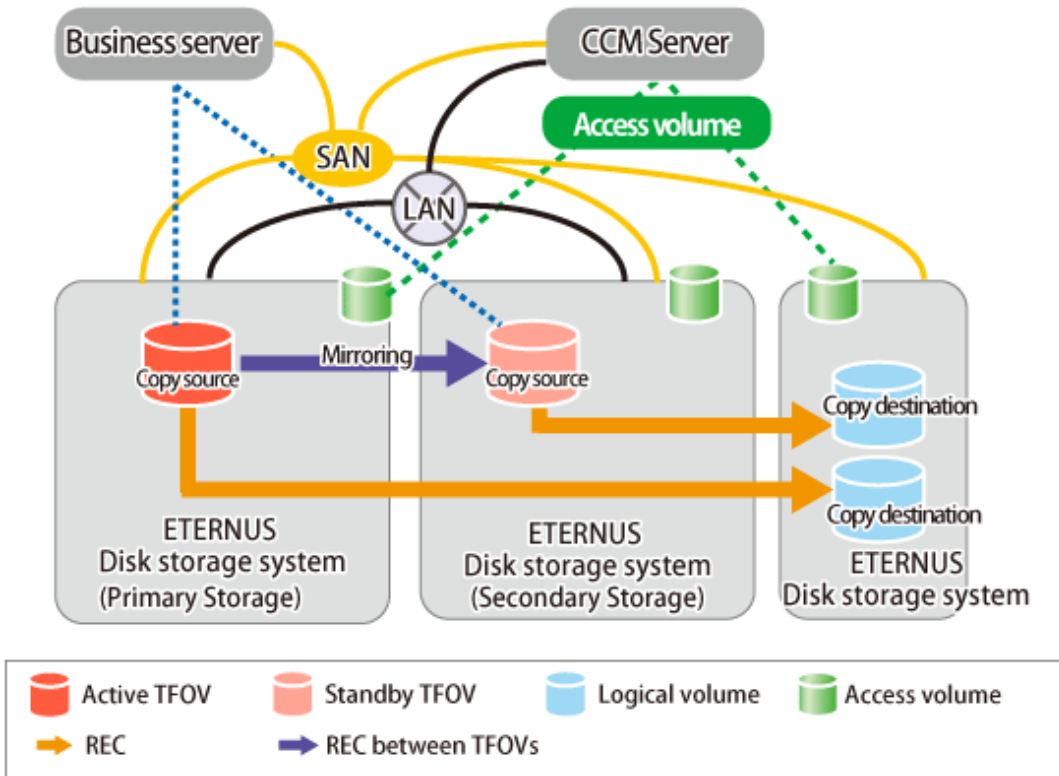 Business server
CCM Server
Access volume
SAN
LAN
Mirroring
Copy source
Copy source
Copy destination
Copy destination
ETERNUS
Disk storage system
(Primary Storage)
ETERNUS
Disk storage system
(Secondary Storage)
ETERNUS
Disk storage system
Active TFOV
Standby TFOV
Logical volume
Access volume
REC
REC between TFOVs